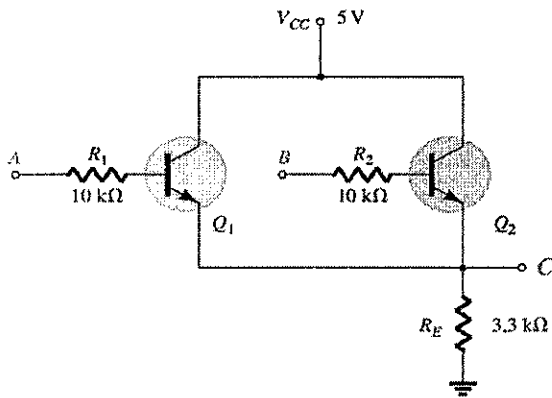 V_CC 5 V
A
R_1
10 kΩ
Q_1
B
R_2
10 kΩ
Q_2
C
R_E
3.3 kΩ